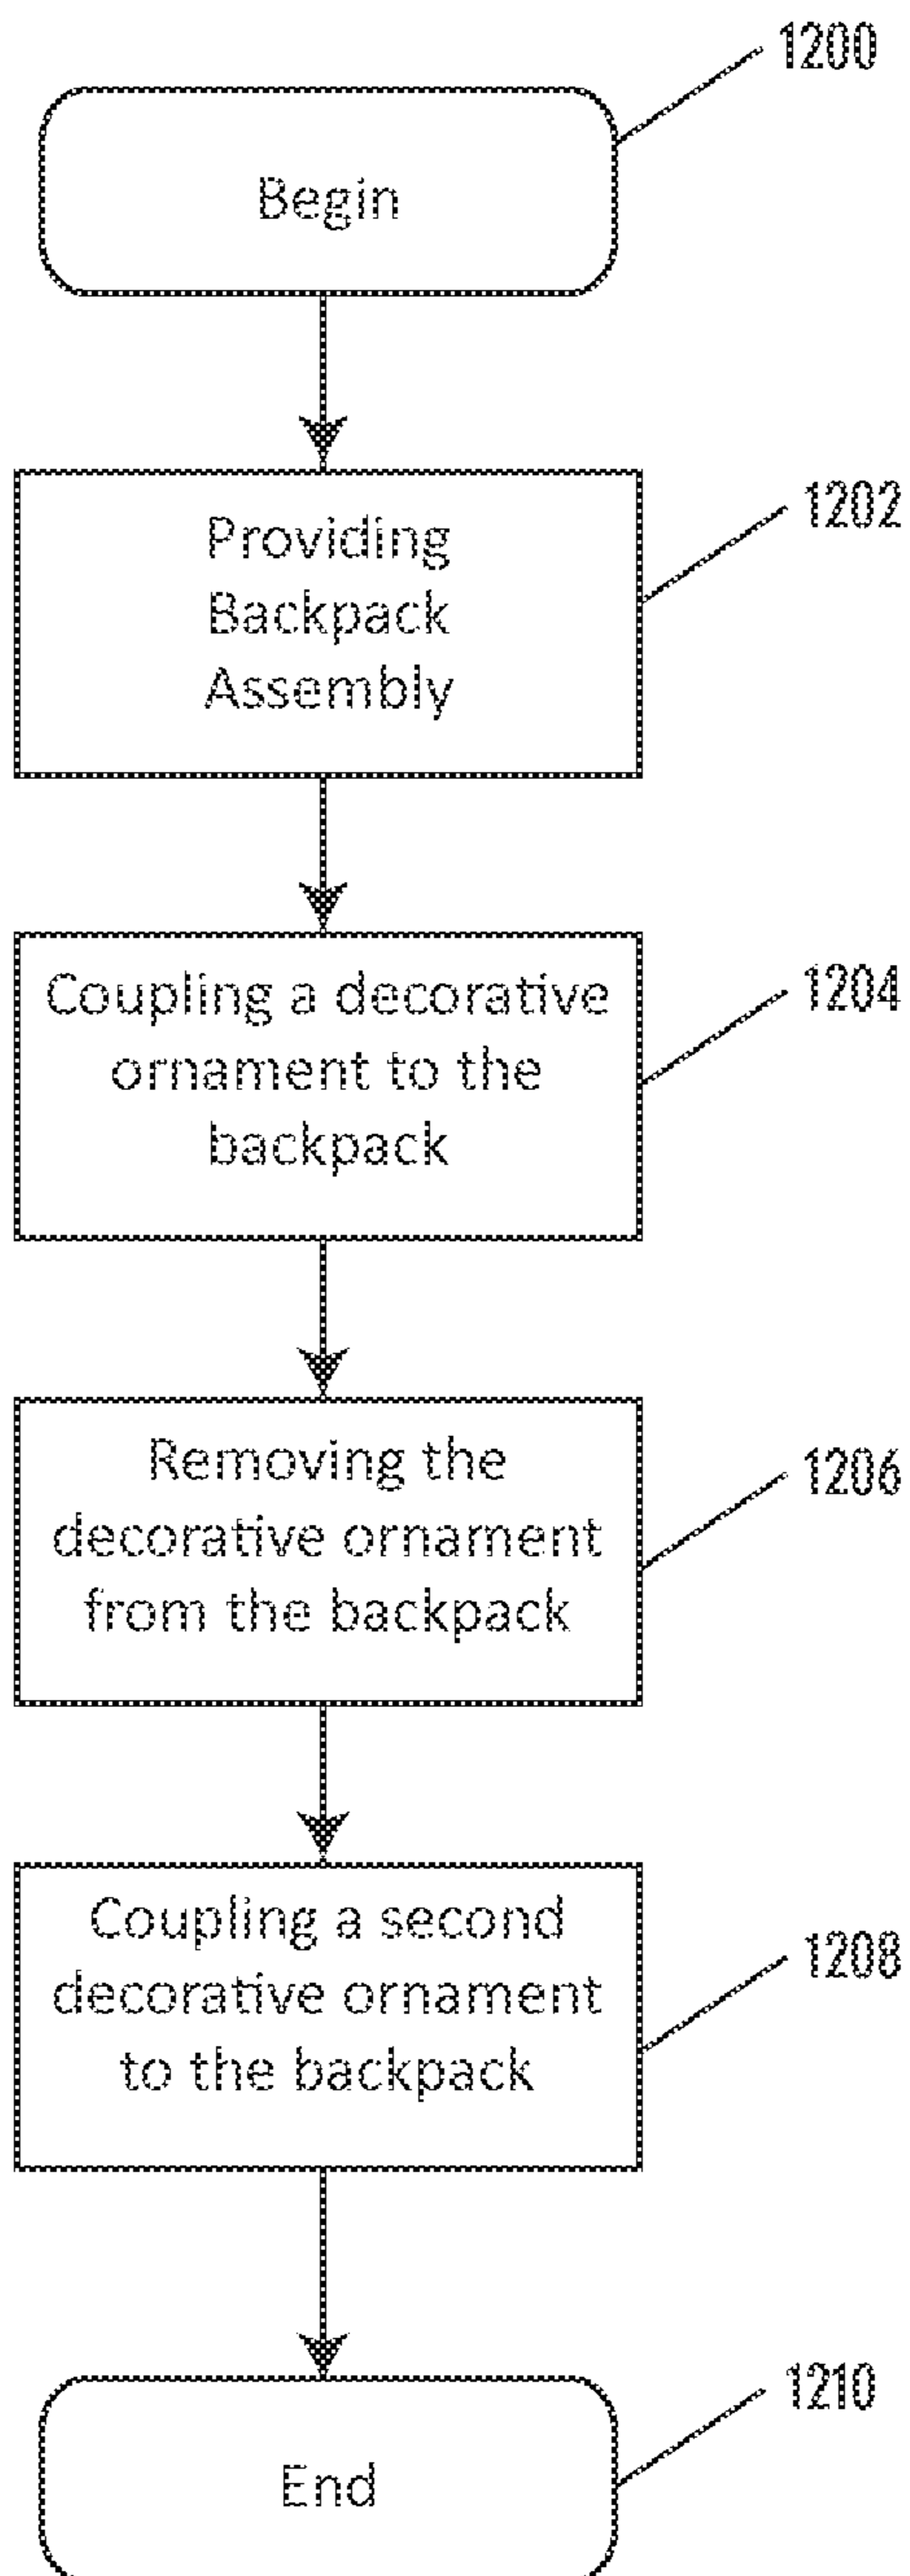 1200
Begin
1202
Providing
Backpack
Assembly
1204
Coupling a decorative
ornament to the
backpack
1206
Removing the
decorative ornament
from the backpack
1208
Coupling a second
decorative ornament
to the backpack
1210
End